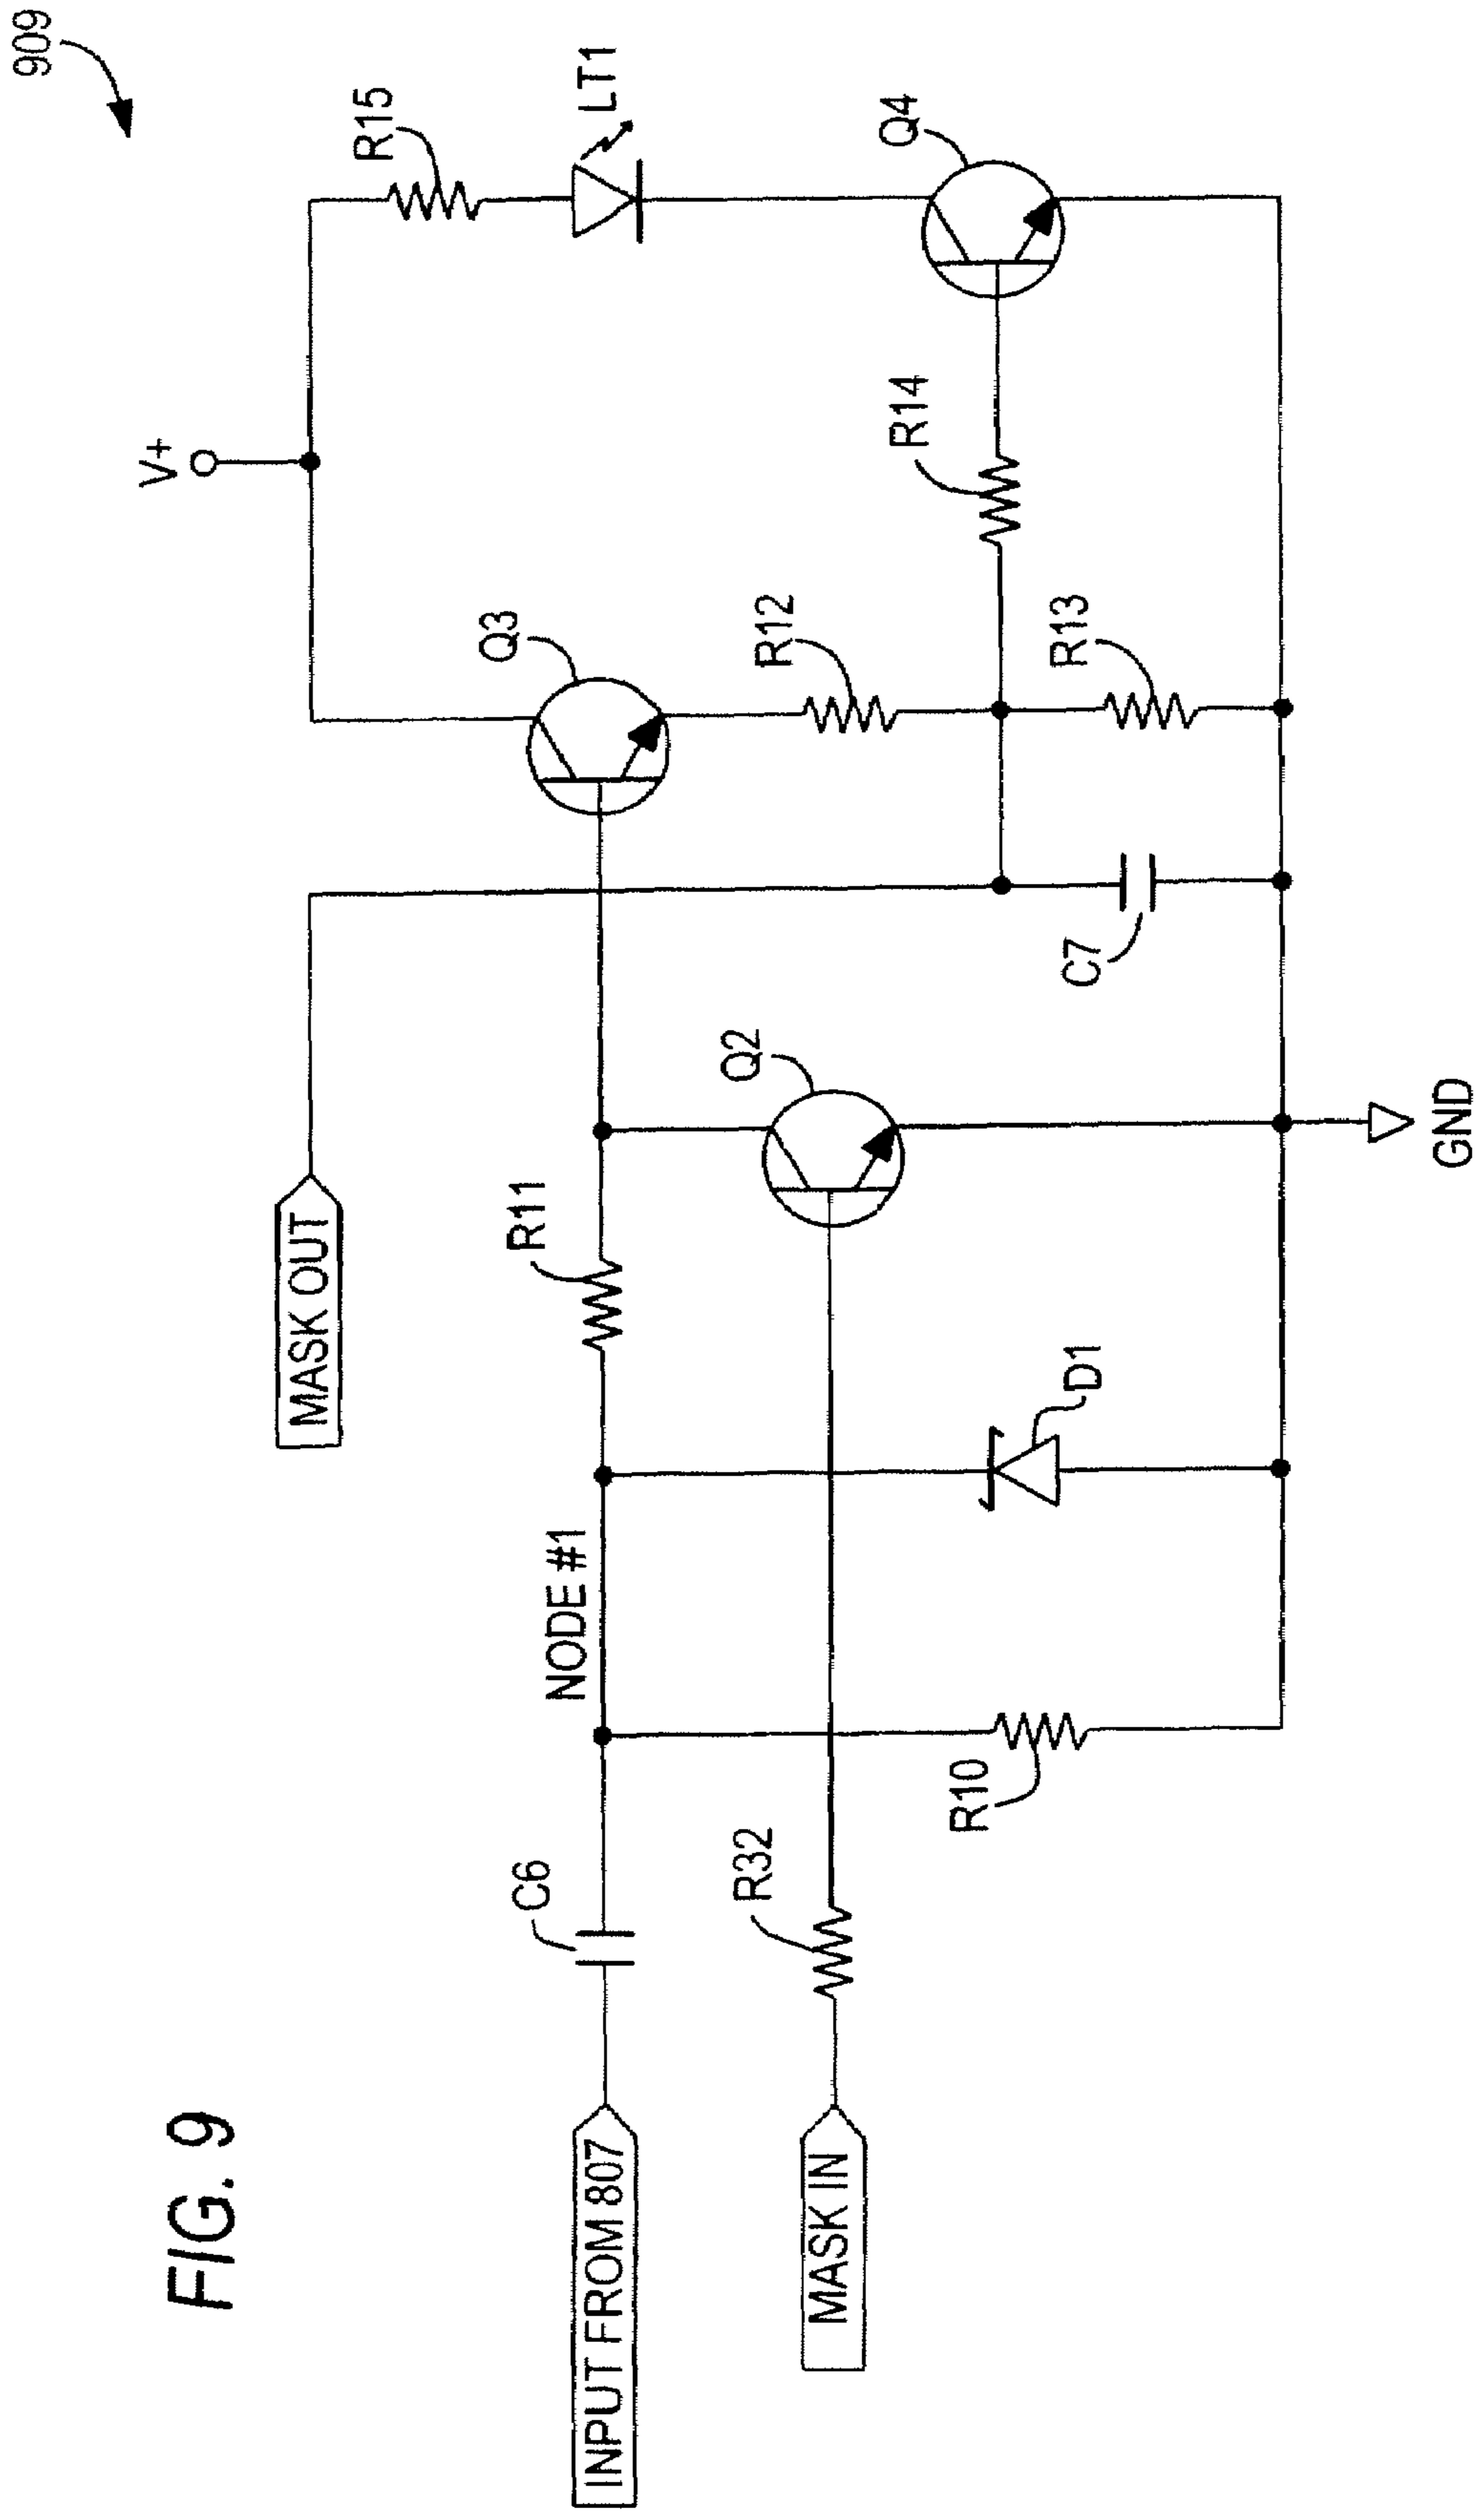 FIG. 9
909
V+
R15
LT1
Q3
Q4
R14
R12
R13
MASK OUT
R11
Q2
C7
NODE #1
D1
C6
R32
R10
INPUT FROM 807
MASK IN
GND